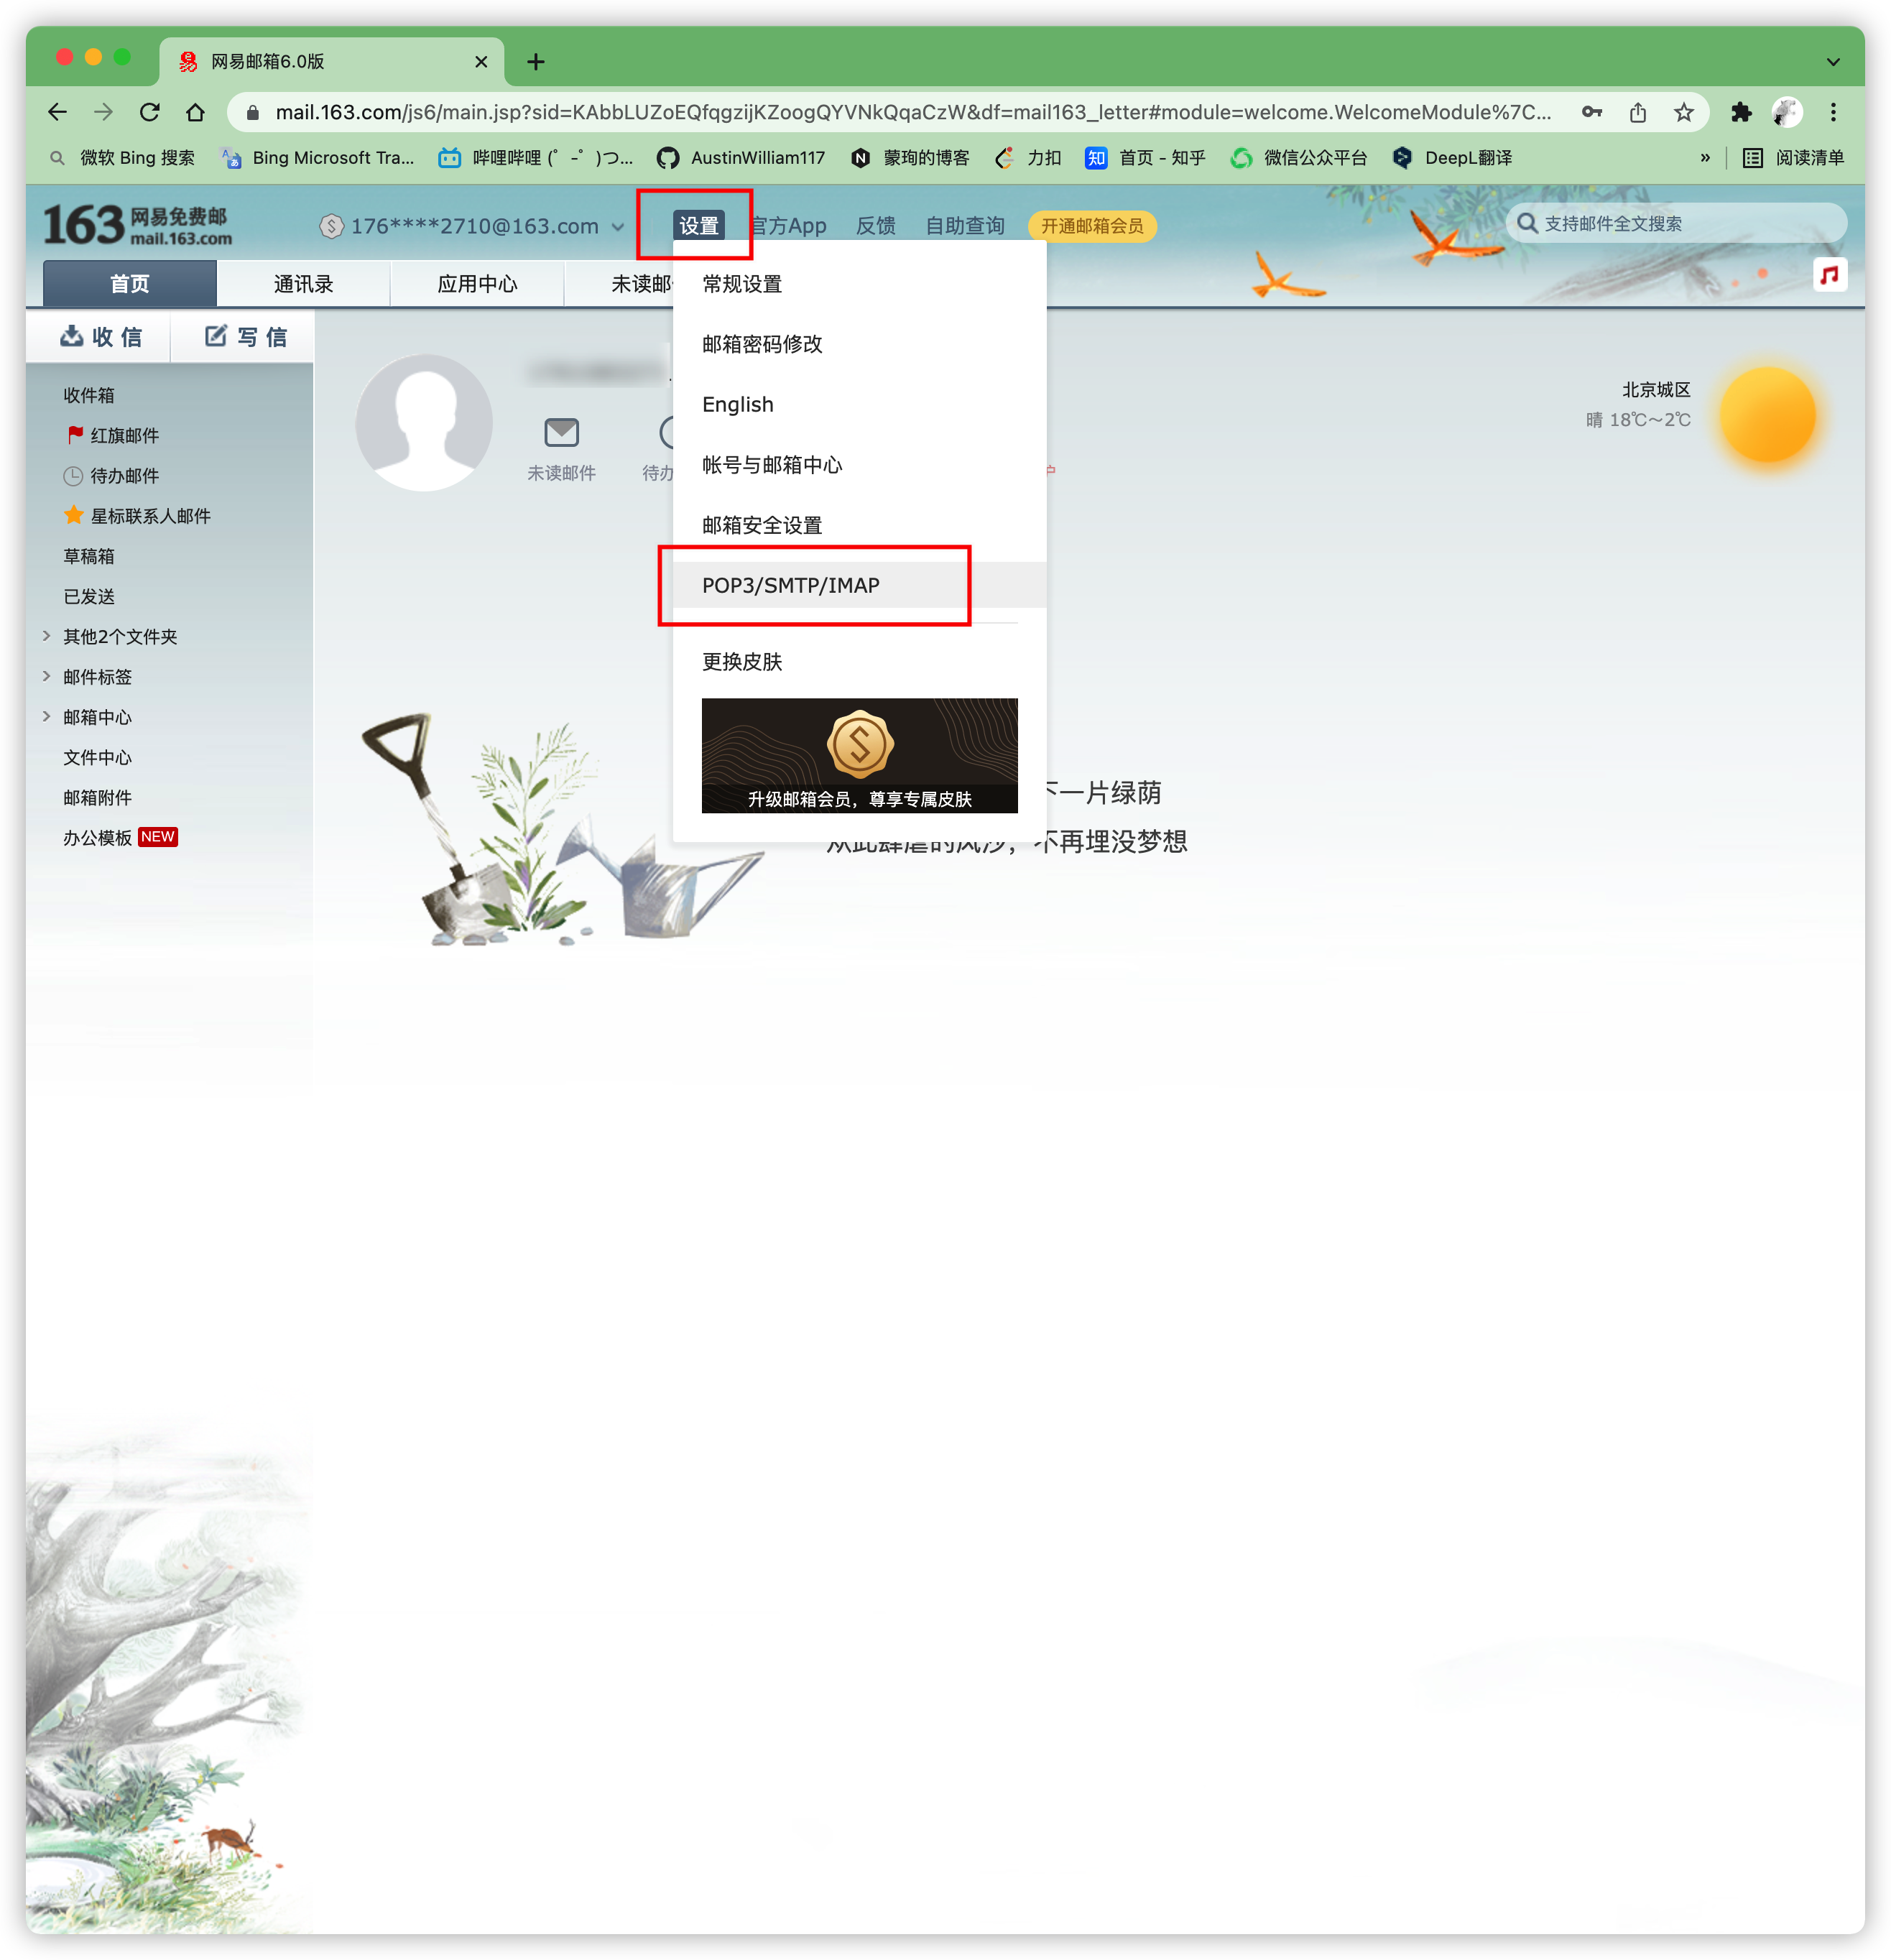 网易邮箱6.0版
mail.163.com/js6/main.jsp?sid=KAbbLUZoEQfqgzijKZoogQYVNkQqaCzW&df=mail163_letter#module=welcome.WelcomeModule%7C...
微软 Bing 搜索 Bing Microsoft Tra... 哔哩哔哩 (゜-゜)つ... AustinWilliam117 蒙珣的博客 力扣 知 首页 - 知乎 微信公众平台 DeepL翻译 » 阅读清单
163 网易免费邮
mail.163.com
176****2710@163.com 设置 官方App 反馈 自助查询 开通邮箱会员 支持邮件全文搜索
首页 通讯录 应用中心 未读邮
收信 写信
收件箱
红旗邮件
待办邮件
星标联系人邮件
草稿箱
已发送
其他2个文件夹
邮件标签
邮箱中心
文件中心
邮箱附件
办公模板 NEW
未读邮件 待办
常规设置
邮箱密码修改
English
帐号与邮箱中心
邮箱安全设置
POP3/SMTP/IMAP
更换皮肤
升级邮箱会员，尊享专属皮肤
北京城区
晴 18℃～2℃
下一片绿荫
从此肆虐的风沙，不再埋没梦想